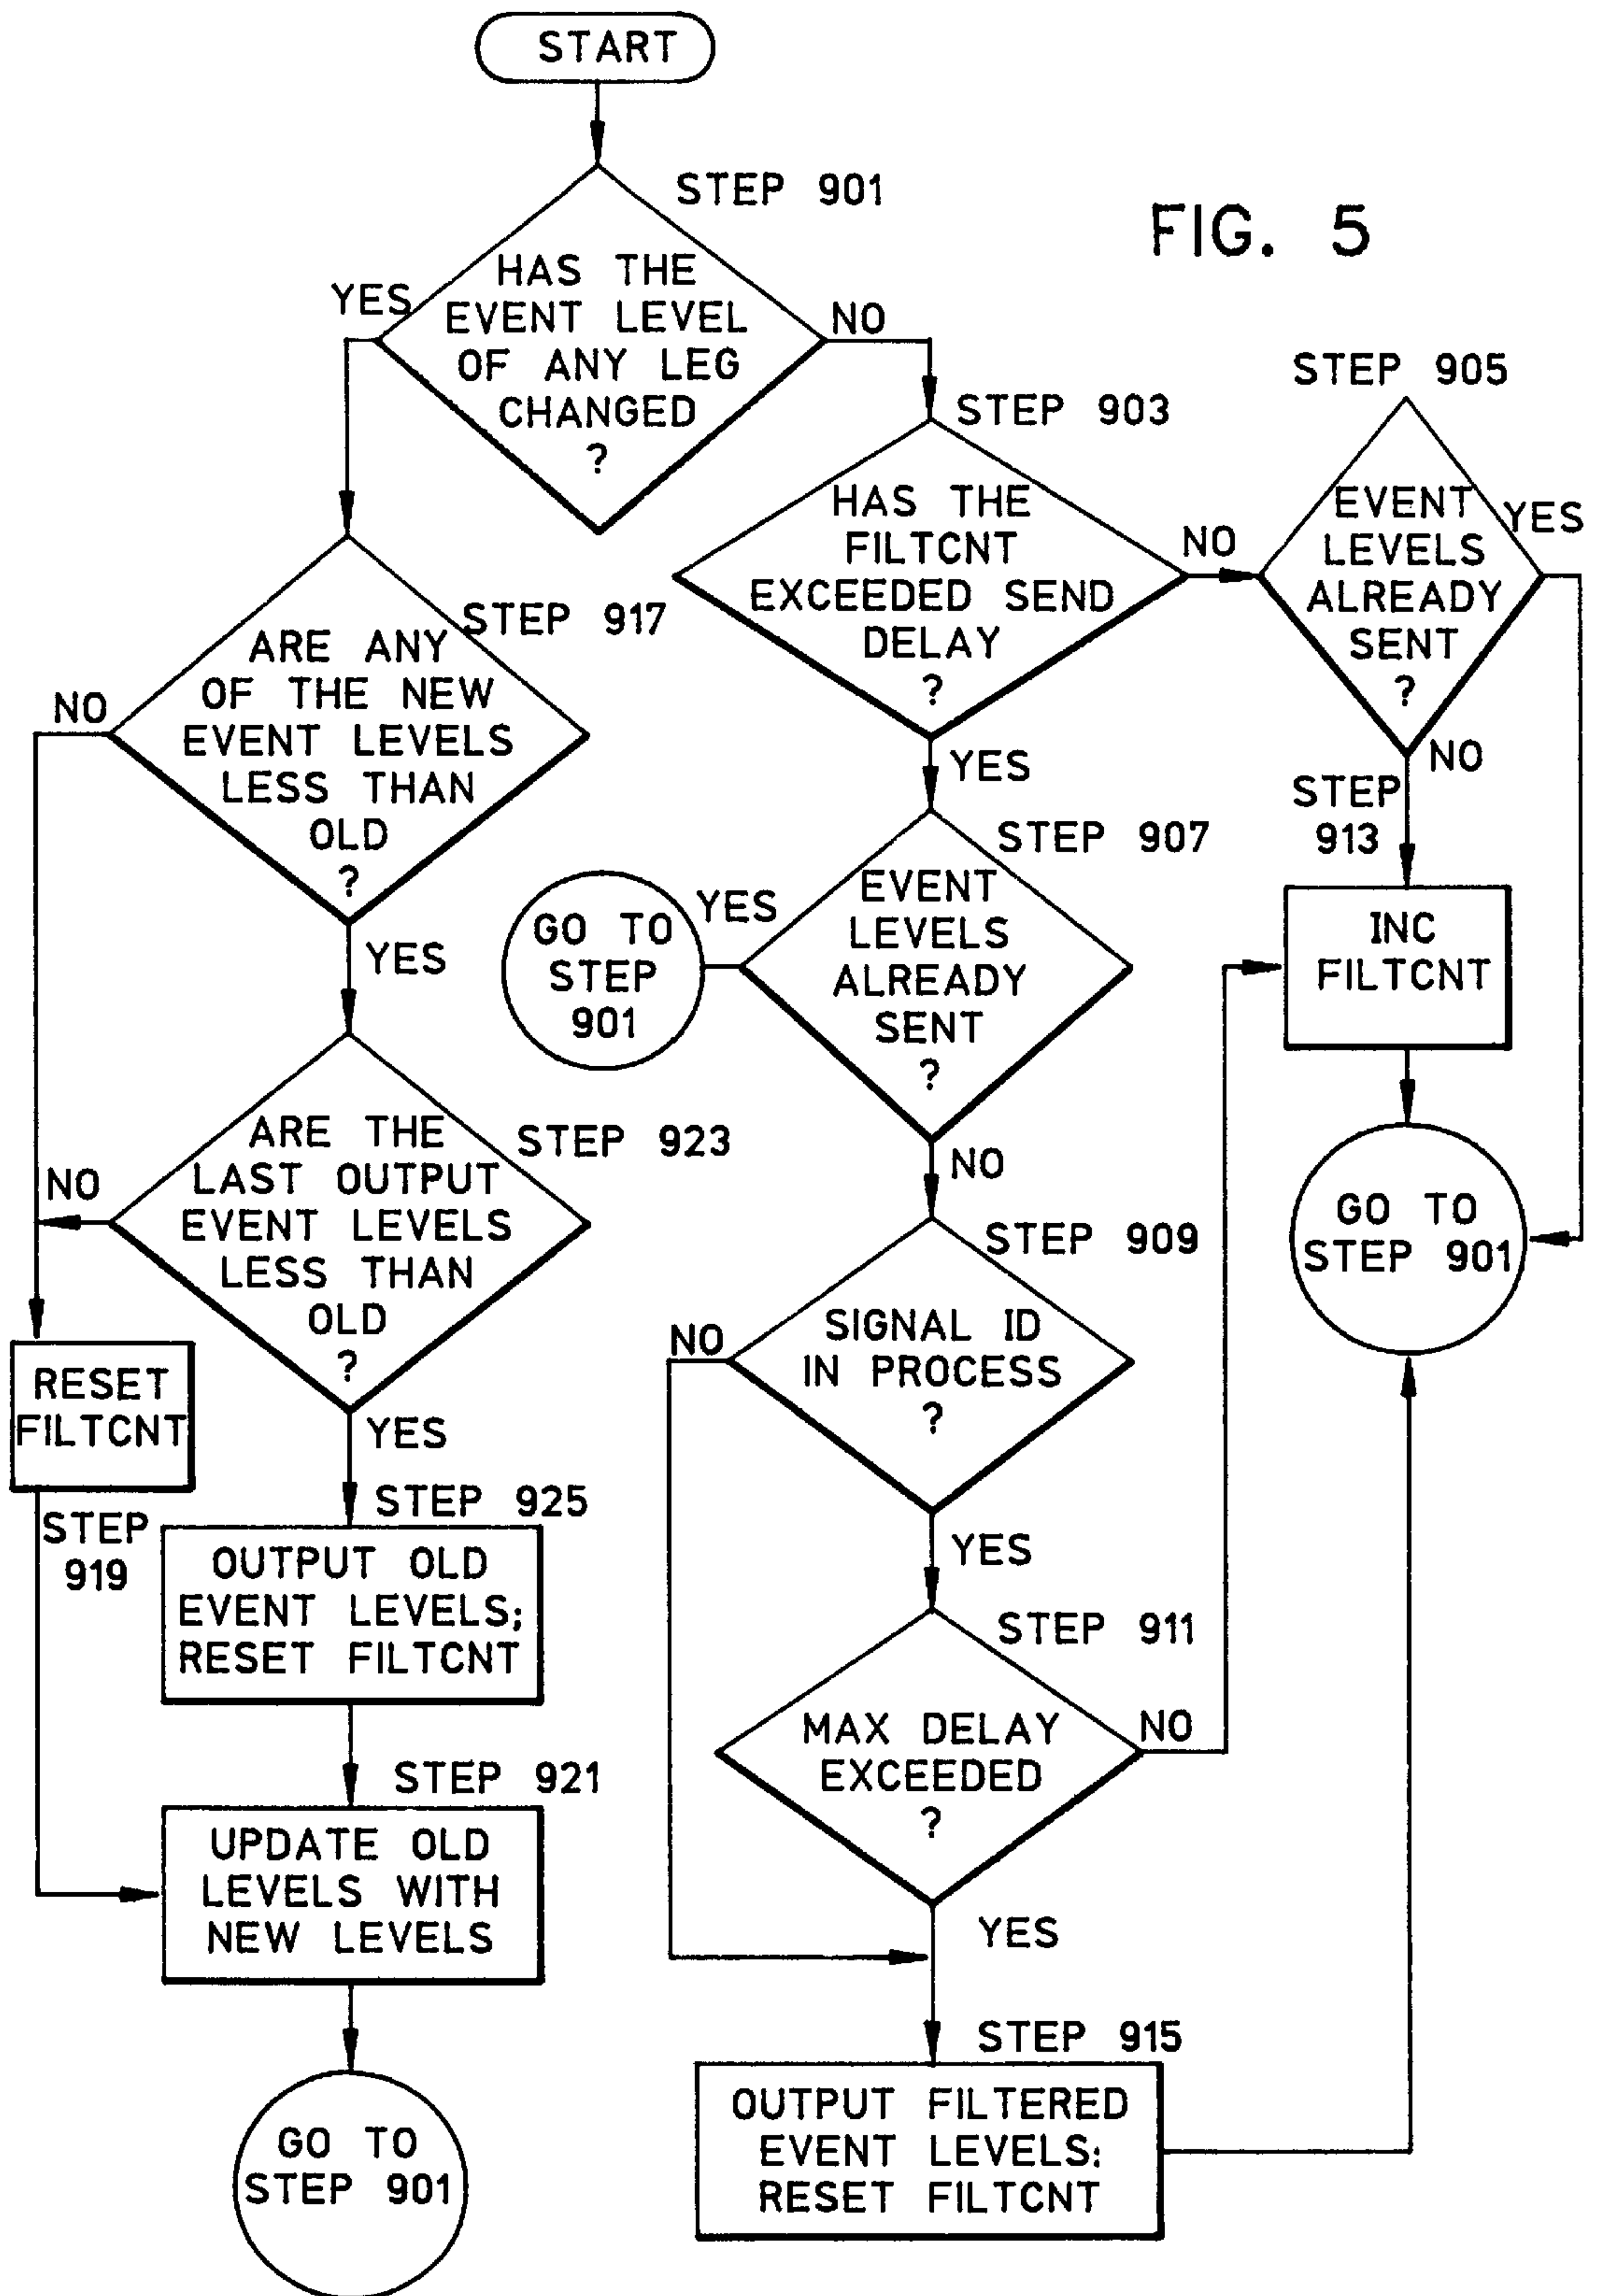 START
STEP 901
FIG. 5
HAS THE
EVENT LEVEL
OF ANY LEG
CHANGED
?
YES
NO
STEP 903
HAS THE
FILTCNT
EXCEEDED SEND
DELAY
?
NO
YES
STEP 905
EVENT
LEVELS
ALREADY
SENT
?
YES
NO
STEP
913
INC
FILTCNT
GO TO
STEP 901
STEP 917
ARE ANY
OF THE NEW
EVENT LEVELS
LESS THAN
OLD
?
NO
YES
STEP 907
EVENT
LEVELS
ALREADY
SENT
?
YES
GO TO
STEP
901
NO
STEP 923
ARE THE
LAST OUTPUT
EVENT LEVELS
LESS THAN
OLD
?
NO
YES
RESET
FILTCNT
STEP
919
STEP 909
SIGNAL ID
IN PROCESS
?
NO
YES
STEP 925
OUTPUT OLD
EVENT LEVELS;
RESET FILTCNT
STEP 911
MAX DELAY
EXCEEDED
?
NO
YES
STEP 921
UPDATE OLD
LEVELS WITH
NEW LEVELS
GO TO
STEP 901
STEP 915
OUTPUT FILTERED
EVENT LEVELS;
RESET FILTCNT